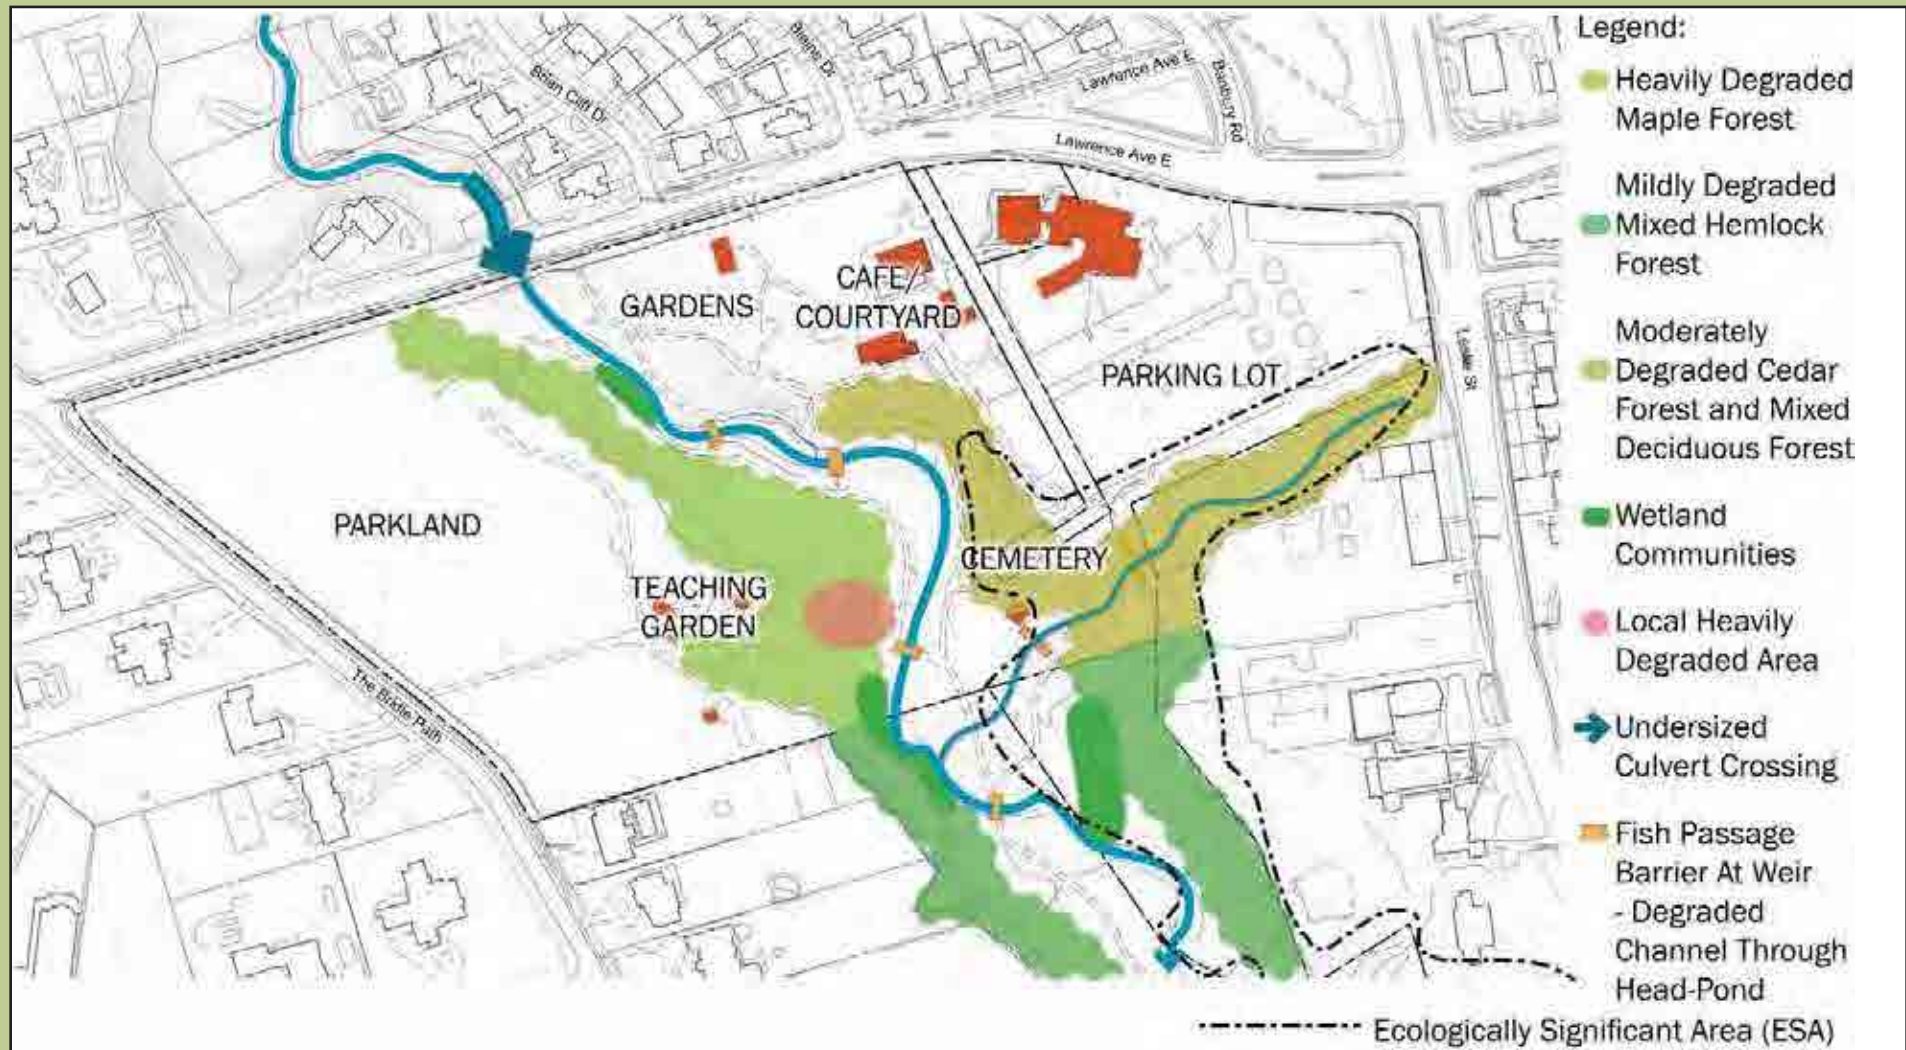 Legend:
Heavily Degraded
Maple Forest
Mildly Degraded
Mixed Hemlock
Forest
Moderately
Degraded Cedar
Forest and Mixed
Deciduous Forest
Wetland
Communities
Local Heavily
Degraded Area
Undersized
Culvert Crossing
Fish Passage
Barrier At Weir
- Degraded
Channel Through
Head-Pond
Ecologically Significant Area (ESA)
Brian Cliff Dr
Blaine Dr
Lawrence Ave E
Banbury Rd
Lawrence Ave E
GARDENS
CAFE/
COURTYARD
PARKING LOT
Leslie St
PARKLAND
CEMETERY
TEACHING
GARDEN
The Bridle Path